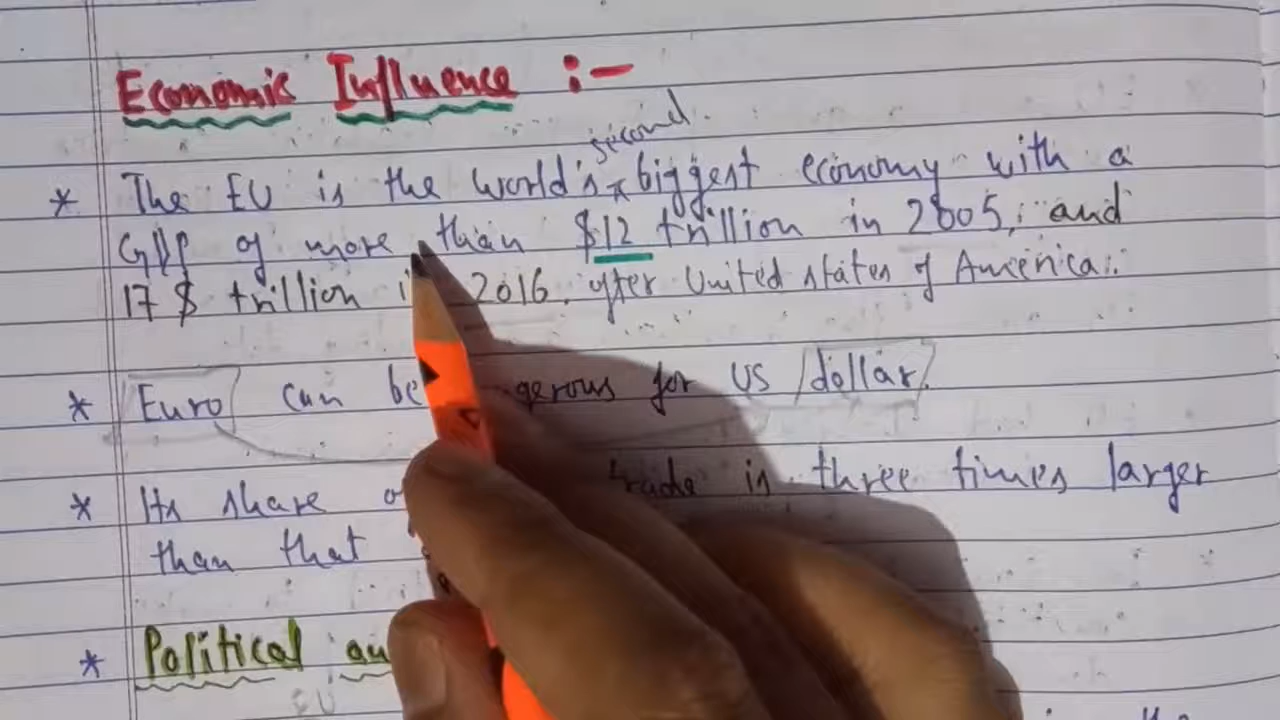 Economic Influence :-
second.
* The EU is the world's biggest economy with a
GDP of more than $12 trillion in 2005, and
17 $ trillion i 2016, after United states of America.
* Euro can be gerous for US dollar.
* Its share o trade is three times larger
than that
* Political
EU